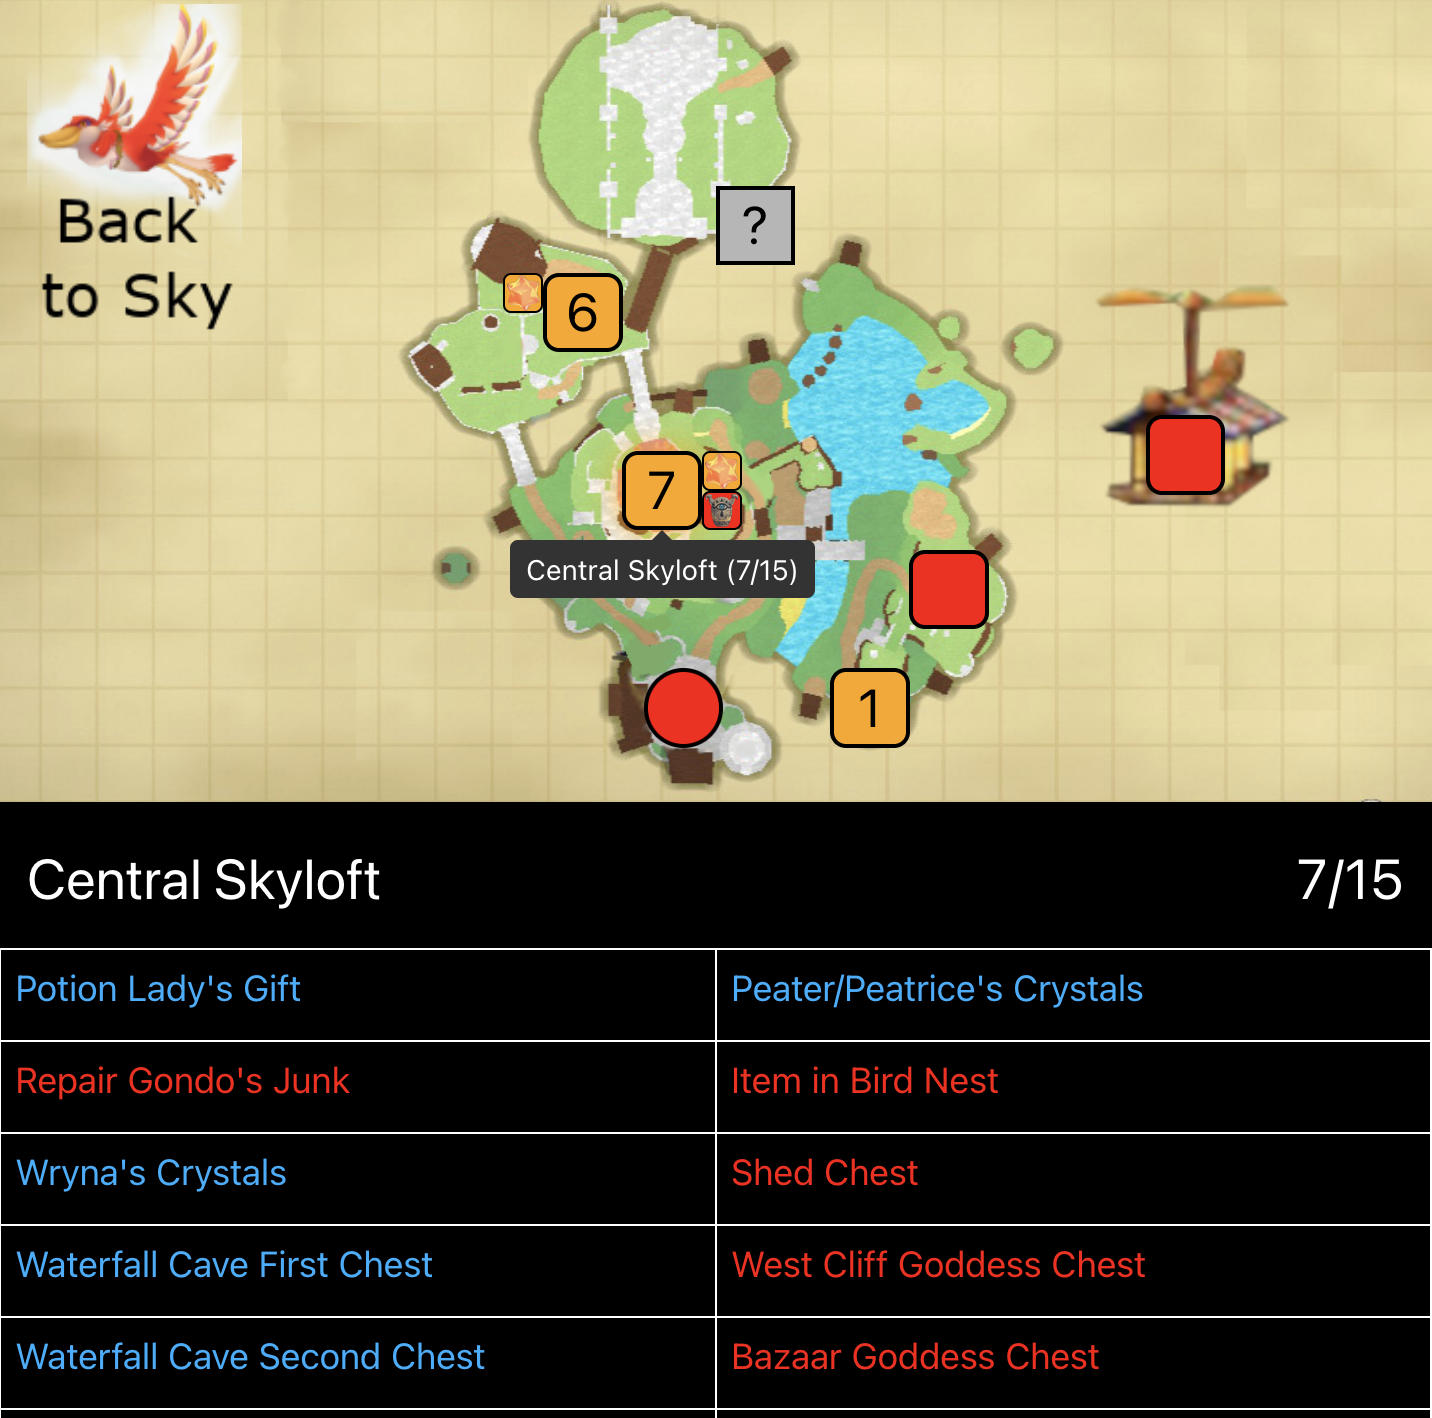 Back
to Sky
?
6
7
Central Skyloft (7/15)
1
Central Skyloft 7/15
Potion Lady's Gift
Peater/Peatrice's Crystals
Repair Gondo's Junk
Item in Bird Nest
Wryna's Crystals
Shed Chest
Waterfall Cave First Chest
West Cliff Goddess Chest
Waterfall Cave Second Chest
Bazaar Goddess Chest